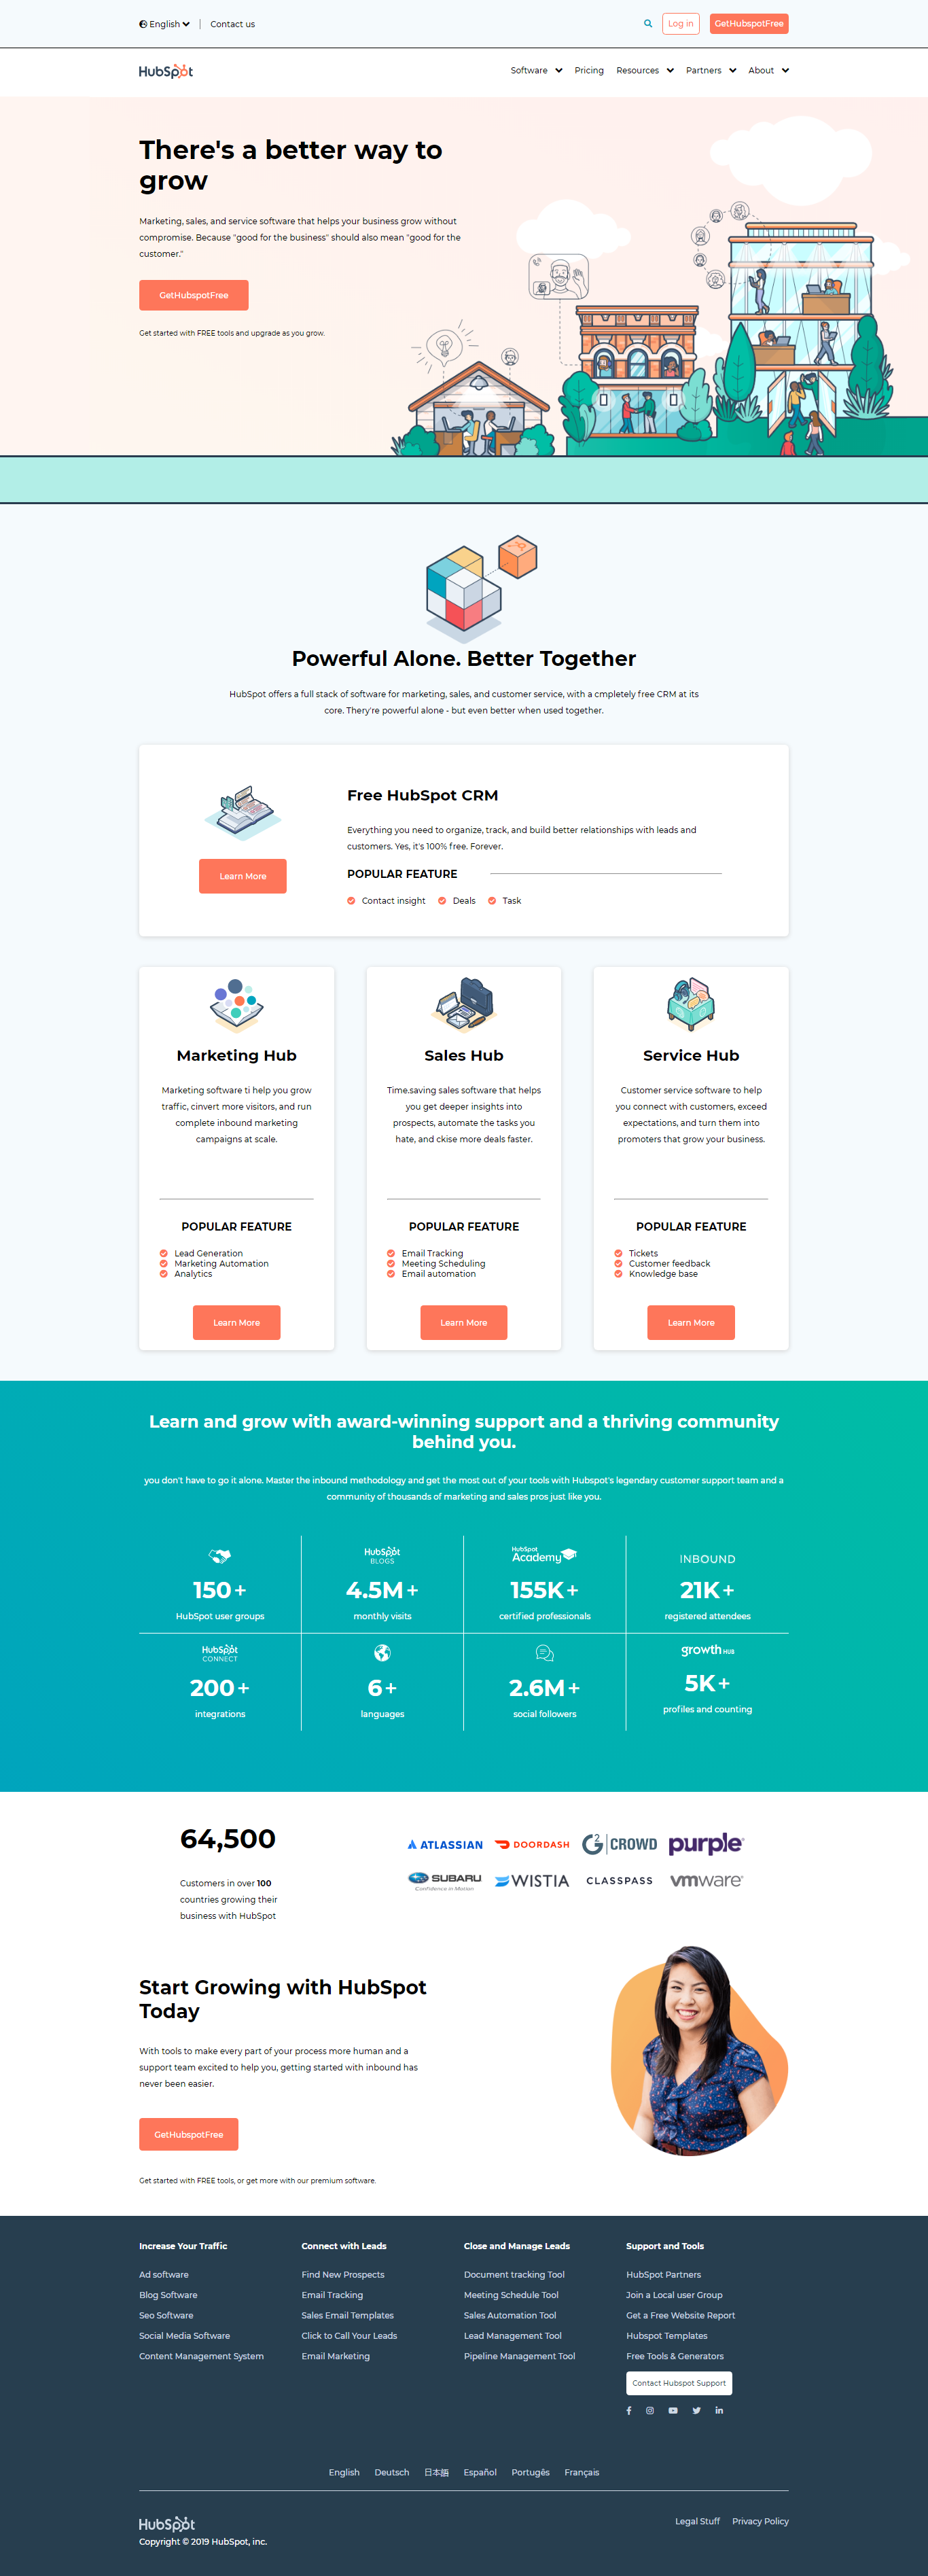 English
Contact us
Log in
GetHubspotFree
HubSpot
Software
Pricing
Resources
Partners
About
There's a better way to
grow
Marketing, sales, and service software that helps your business grow without
compromise. Because "good for the business" should also mean "good for the
customer."
GetHubspotFree
Get started with FREE tools and upgrade as you grow.
Powerful Alone. Better Together
HubSpot offers a full stack of software for marketing, sales, and customer service, with a cmpletely free CRM at its
core. Thery're powerful alone - but even better when used together.
Free HubSpot CRM
Everything you need to organize, track, and build better relationships with leads and
customers. Yes, it's 100% free. Forever.
Learn More
POPULAR FEATURE
Contact insight
Deals
Task
Marketing Hub
Marketing software ti help you grow
traffic, cinvert more visitors, and run
complete inbound marketing
campaigns at scale.
POPULAR FEATURE
Lead Generation
Marketing Automation
Analytics
Learn More
Sales Hub
Time.saving sales software that helps
you get deeper insights into
prospects, automate the tasks you
hate, and ckise more deals faster.
POPULAR FEATURE
Email Tracking
Meeting Scheduling
Email automation
Learn More
Service Hub
Customer service software to help
you connect with customers, exceed
expectations, and turn them into
promoters that grow your business.
POPULAR FEATURE
Tickets
Customer feedback
Knowledge base
Learn More
Learn and grow with award-winning support and a thriving community
behind you.
you don't have to go it alone. Master the inbound methodology and get the most out of your tools with Hubspot's legendary customer support team and a
community of thousands of marketing and sales pros just like you.
150+
HubSpot user groups
HubSpot
BLOGS
4.5M+
monthly visits
HubSpot
Academy
155K+
certified professionals
INBOUND
21K+
registered attendees
HubSpot
CONNECT
200+
integrations
6+
languages
2.6M+
social followers
growth HUB
5K+
profiles and counting
64,500
Customers in over 100
countries growing their
business with HubSpot
ATLASSIAN
DOORDASH
G2 CROWD
purple
SUBARU
Confidence in Motion
WISTIA
CLASSPASS
vmware
Start Growing with HubSpot
Today
With tools to make every part of your process more human and a
support team excited to help you, getting started with inbound has
never been easier.
GetHubspotFree
Get started with FREE tools, or get more with our premium software.
Increase Your Traffic
Ad software
Blog Software
Seo Software
Social Media Software
Content Management System
Connect with Leads
Find New Prospects
Email Tracking
Sales Email Templates
Click to Call Your Leads
Email Marketing
Close and Manage Leads
Document tracking Tool
Meeting Schedule Tool
Sales Automation Tool
Lead Management Tool
Pipeline Management Tool
Support and Tools
HubSpot Partners
Join a Local user Group
Get a Free Website Report
Hubspot Templates
Free Tools & Generators
Contact Hubspot Support
English
Deutsch
日本語
Español
Portugês
Français
HubSpot
Copyright © 2019 HubSpot, inc.
Legal Stuff
Privacy Policy